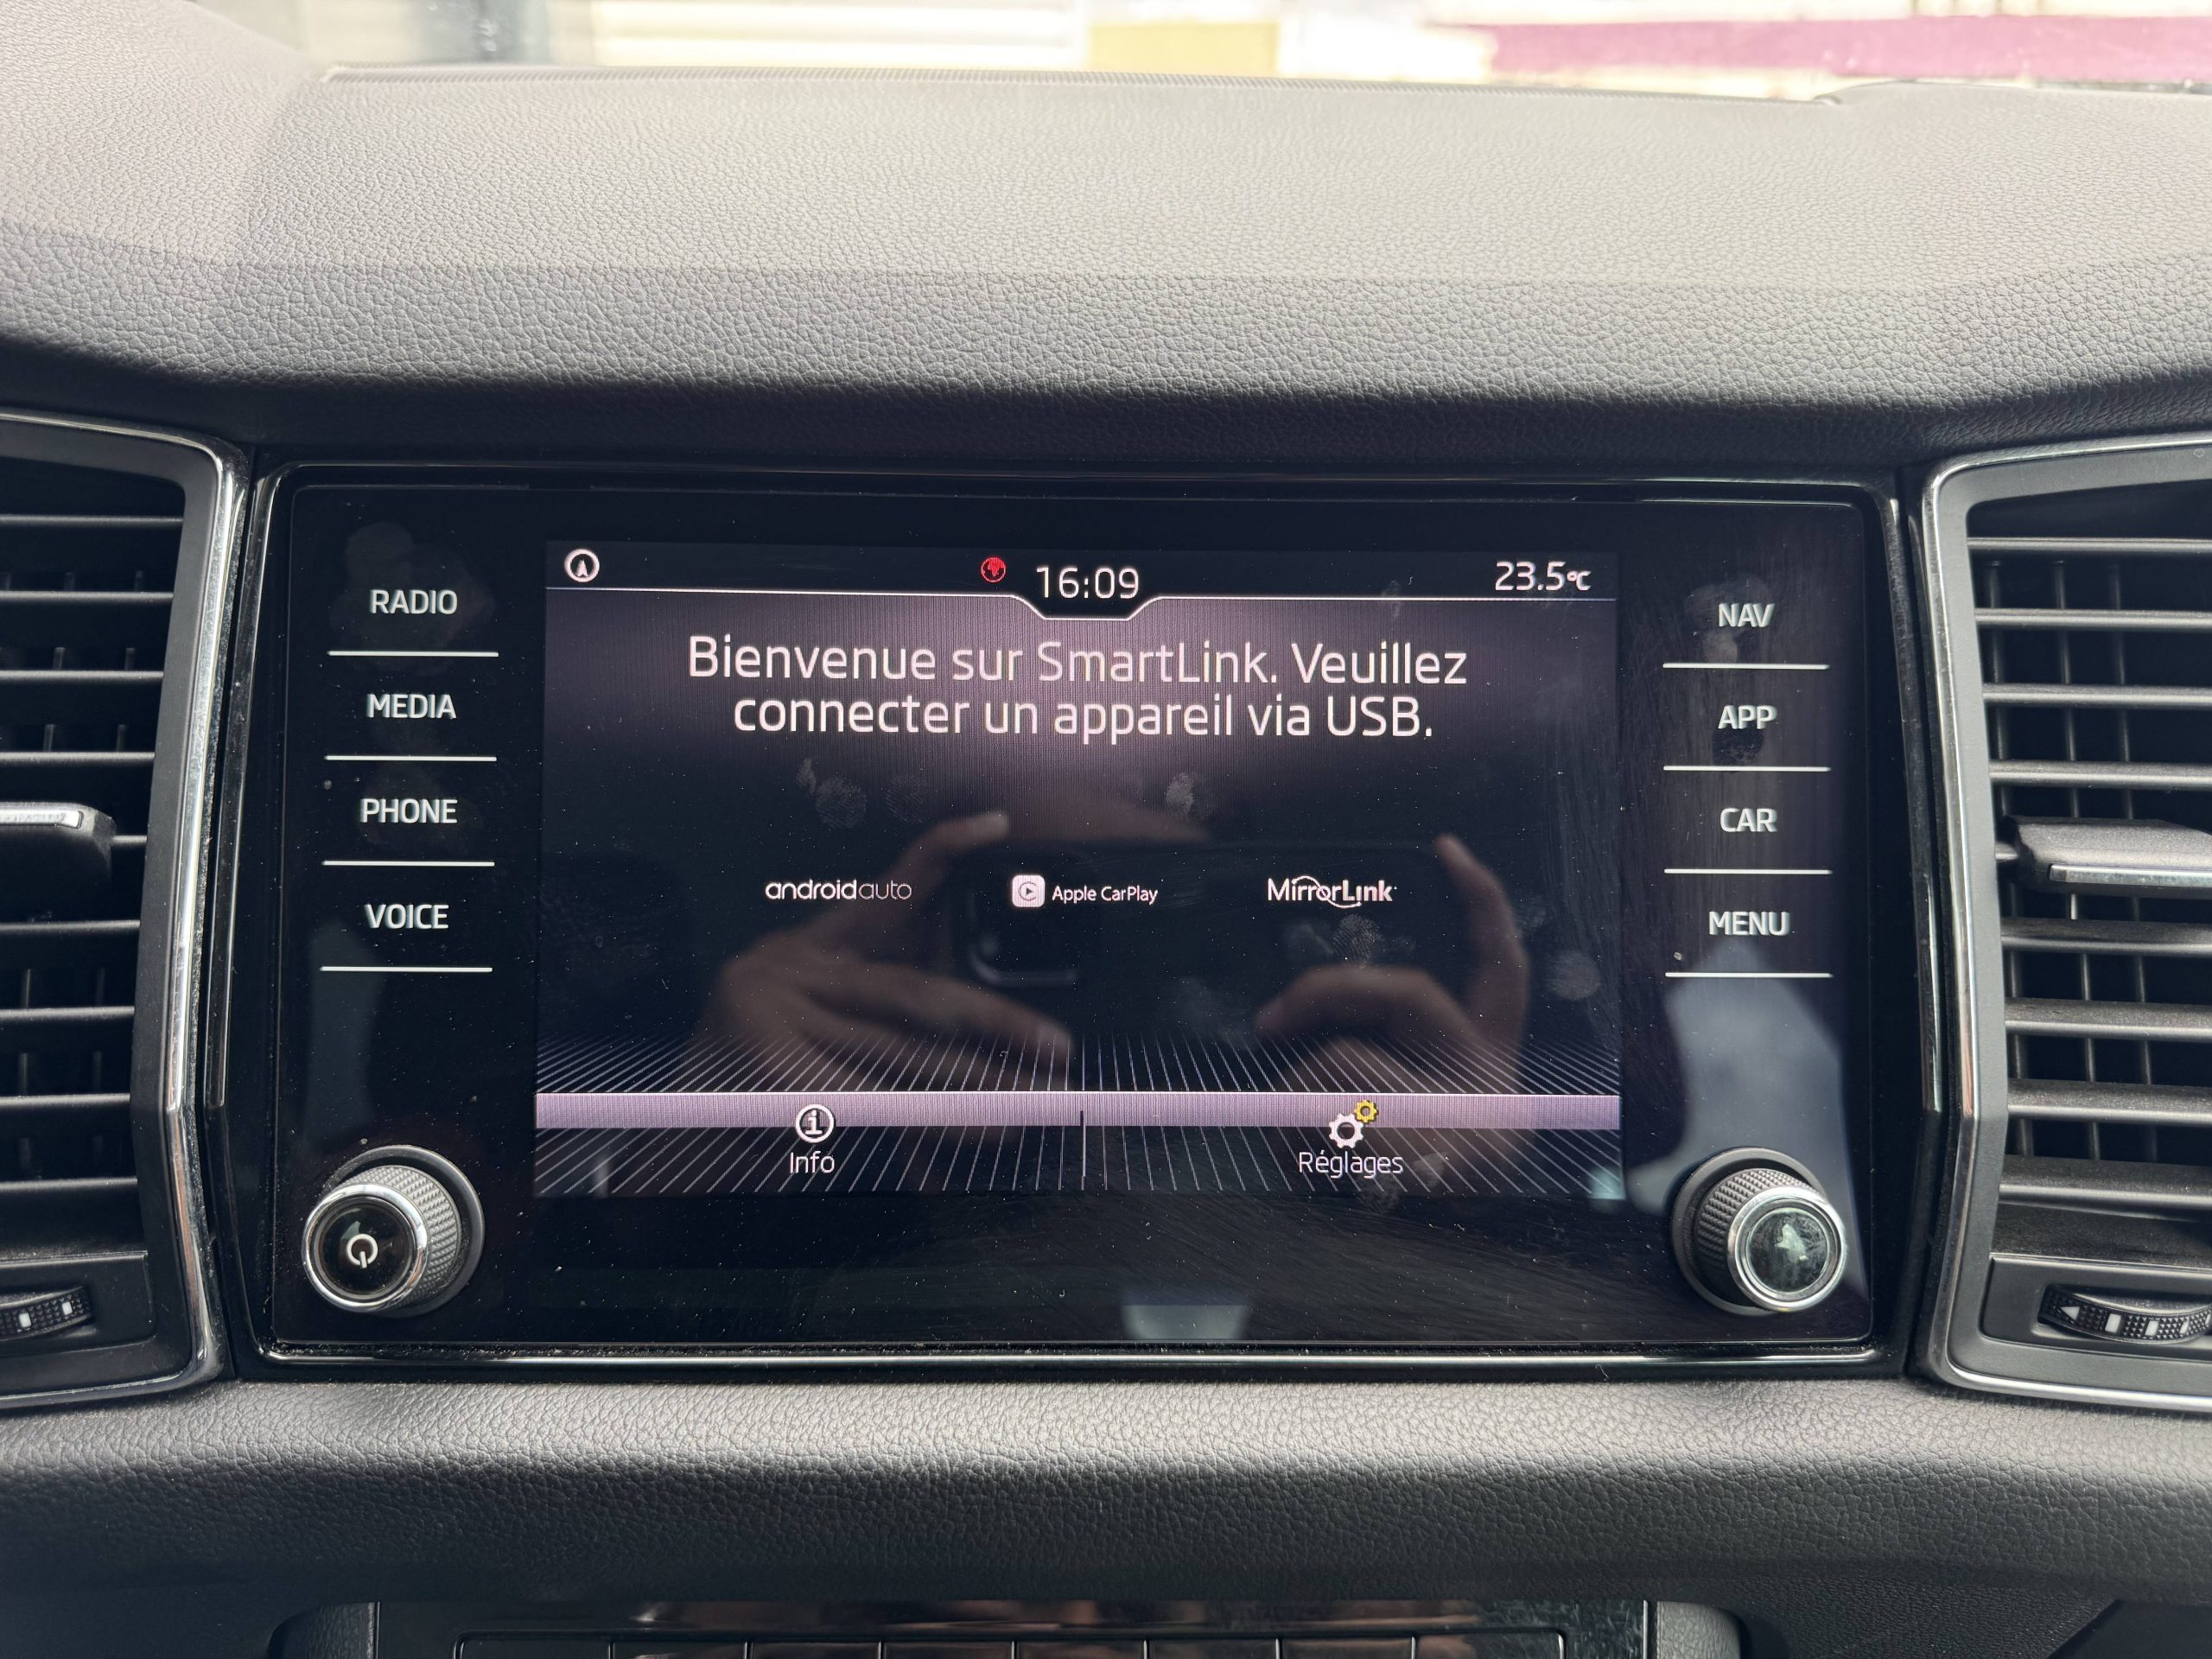 16:09
23.5°C
RADIO
MEDIA
PHONE
VOICE
Bienvenue sur SmartLink. Veuillez
connecter un appareil via USB.
androidauto
Apple CarPlay
MirrorLink
Info
Réglages
NAV
APP
CAR
MENU